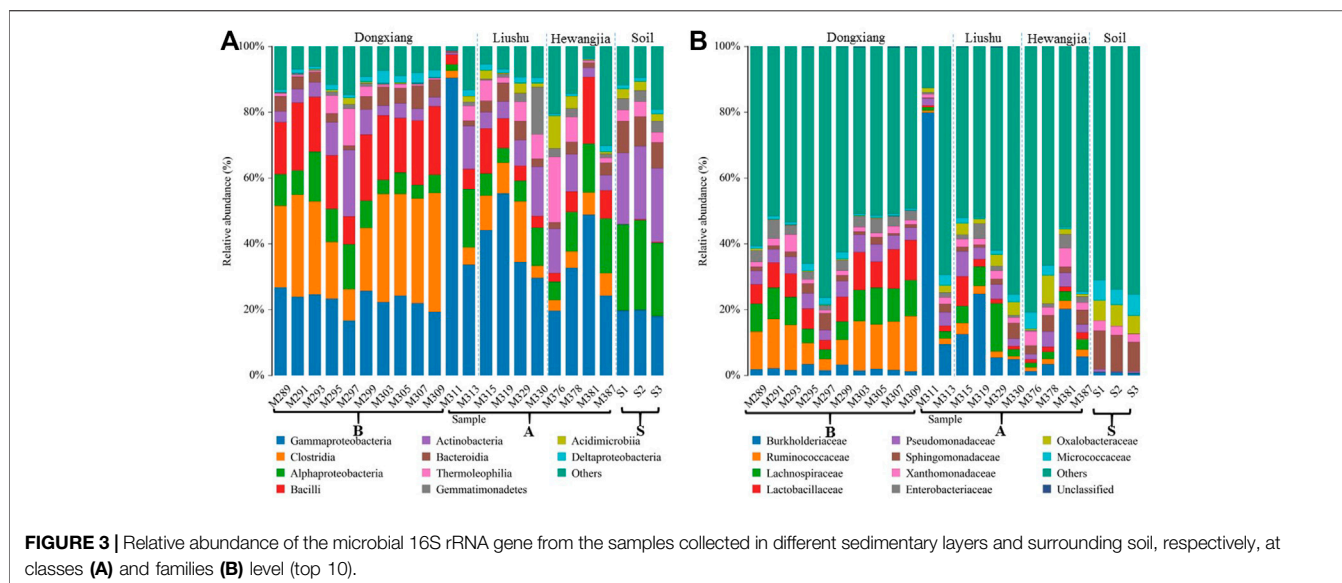 A
Dongxiang Liushu Hewangjia Soil
100%
80%
60%
40%
20%
0%
Relative abundance (%)
M289 M291 M293 M295 M297 M299 M303 M305 M307 M309 M311 M313 M315 M319 M329 M330 M376 M378 M381 M387 S1 S2 S3
Sample
B A S
Gammaproteobacteria
Clostridia
Alphaproteobacteria
Bacilli
Actinobacteria
Bacteroidia
Thermoleophilia
Gemmatimonadetes
Acidimicrobiia
Deltaproteobacteria
Others
B
Dongxiang Liushu Hewangjia Soil
100%
80%
60%
40%
20%
0%
Relative abundance (%)
M289 M291 M293 M295 M297 M299 M303 M305 M307 M309 M311 M313 M315 M319 M329 M330 M376 M378 M381 M387 S1 S2 S3
Sample
B A S
Burkholderiaceae
Ruminococcaceae
Lachnospiraceae
Lactobacillaceae
Pseudomonadaceae
Sphingomonadaceae
Xanthomonadaceae
Enterobacteriaceae
Oxalobacteraceae
Micrococcaceae
Others
Unclassified
FIGURE 3 | Relative abundance of the microbial 16S rRNA gene from the samples collected in different sedimentary layers and surrounding soil, respectively, at
classes (A) and families (B) level (top 10).